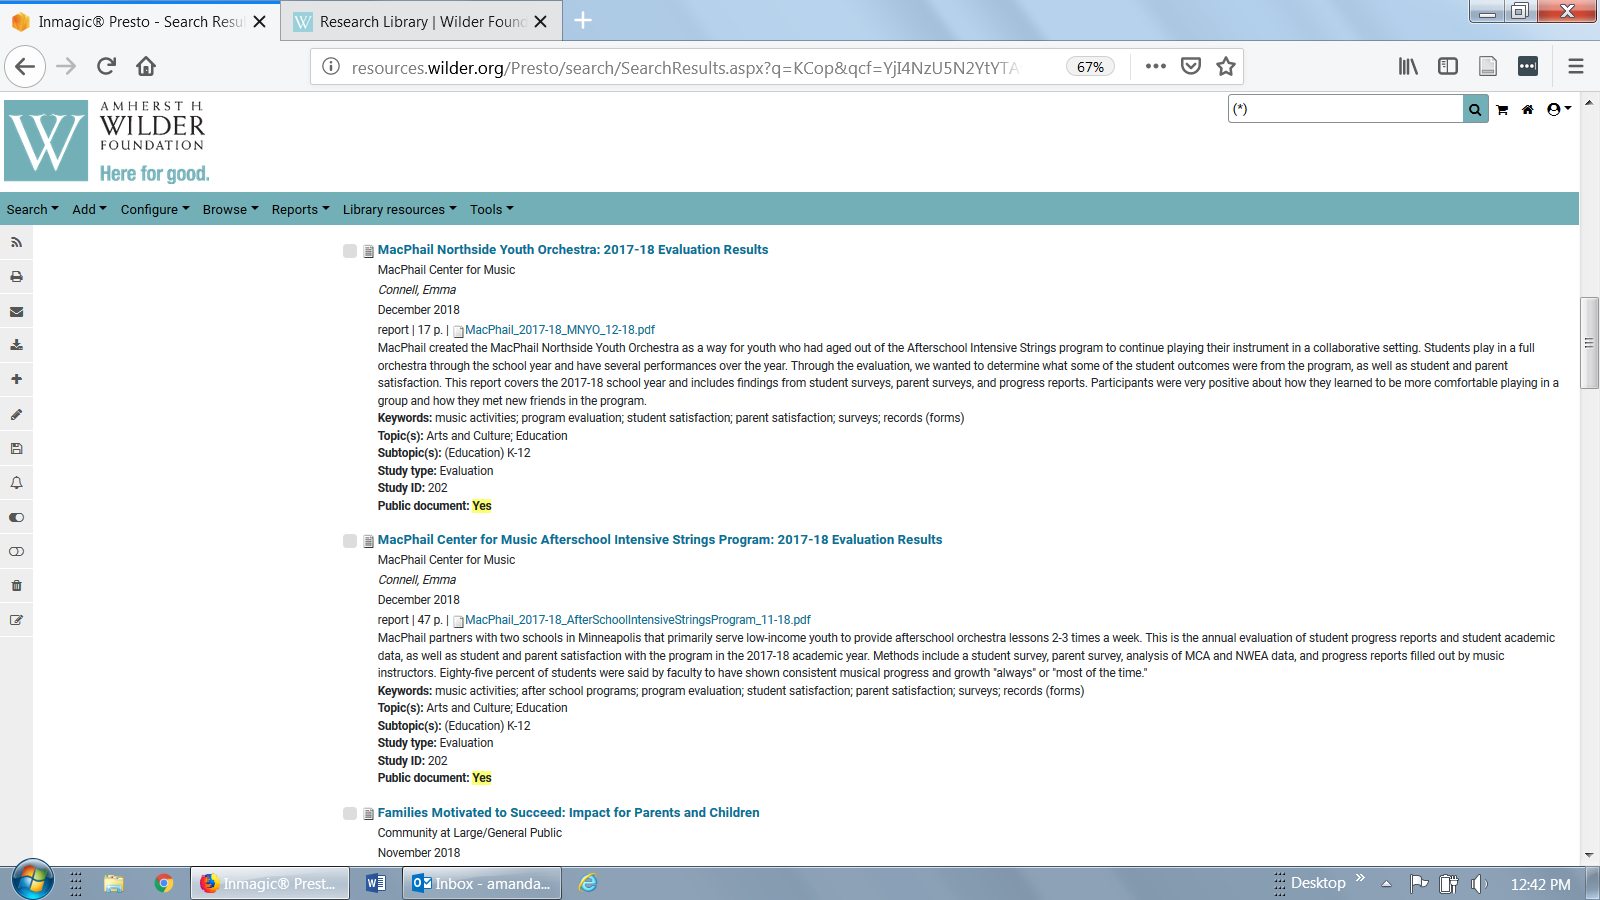 Inmagic® Presto - Search Resul
Research Library | Wilder Found
resources.wilder.org/Presto/search/SearchResults.aspx?q=KCop&qcf=YjI4NzU5N2YtYTA
67%
AMHERST H.
WILDER
FOUNDATION
Here for good.
(*)
Search Add Configure Browse Reports Library resources Tools
MacPhail Northside Youth Orchestra: 2017-18 Evaluation Results
MacPhail Center for Music
Connell, Emma
December 2018
report | 17 p. | MacPhail_2017-18_MNYO_12-18.pdf
MacPhail created the MacPhail Northside Youth Orchestra as a way for youth who had aged out of the Afterschool Intensive Strings program to continue playing their instrument in a collaborative setting. Students play in a full
orchestra through the school year and have several performances over the year. Through the evaluation, we wanted to determine what some of the student outcomes were from the program, as well as student and parent
satisfaction. This report covers the 2017-18 school year and includes findings from student surveys, parent surveys, and progress reports. Participants were very positive about how they learned to be more comfortable playing in a
group and how they met new friends in the program.
Keywords: music activities; program evaluation; student satisfaction; parent satisfaction; surveys; records (forms)
Topic(s): Arts and Culture; Education
Subtopic(s): (Education) K-12
Study type: Evaluation
Study ID: 202
Public document: Yes
MacPhail Center for Music Afterschool Intensive Strings Program: 2017-18 Evaluation Results
MacPhail Center for Music
Connell, Emma
December 2018
report | 47 p. | MacPhail_2017-18_AfterSchoolIntensiveStringsProgram_11-18.pdf
MacPhail partners with two schools in Minneapolis that primarily serve low-income youth to provide afterschool orchestra lessons 2-3 times a week. This is the annual evaluation of student progress reports and student academic
data, as well as student and parent satisfaction with the program in the 2017-18 academic year. Methods include a student survey, parent survey, analysis of MCA and NWEA data, and progress reports filled out by music
instructors. Eighty-five percent of students were said by faculty to have shown consistent musical progress and growth "always" or "most of the time."
Keywords: music activities; after school programs; program evaluation; student satisfaction; parent satisfaction; surveys; records (forms)
Topic(s): Arts and Culture; Education
Subtopic(s): (Education) K-12
Study type: Evaluation
Study ID: 202
Public document: Yes
Families Motivated to Succeed: Impact for Parents and Children
Community at Large/General Public
November 2018
Inmagic® Prest...
Inbox - amanda...
Desktop
12:42 PM